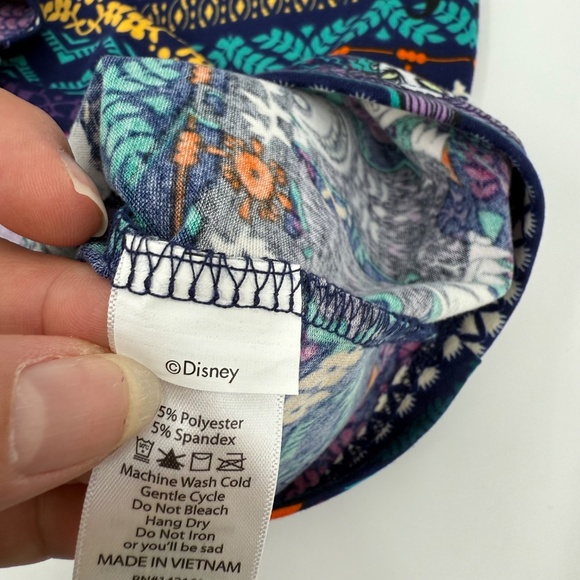 ©Disney
5% Polyester
5% Spandex
Machine Wash Cold
Gentle Cycle
Do Not Bleach
Hang Dry
Do Not Iron
or you'll be sad
MADE IN VIETNAM